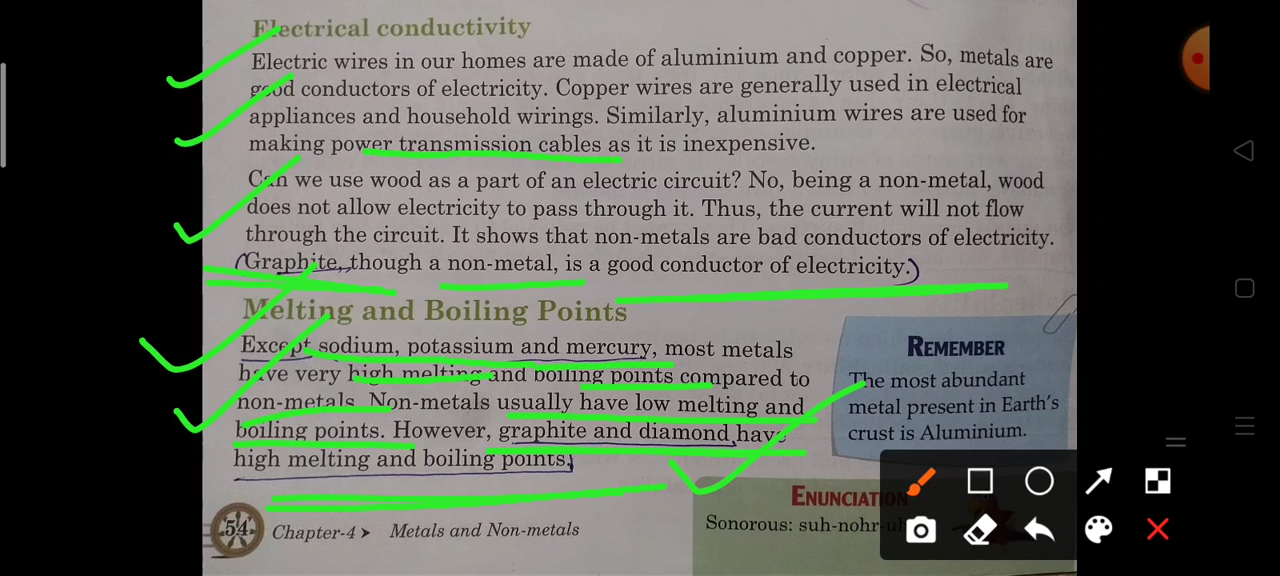 Electrical conductivity
Electric wires in our homes are made of aluminium and copper. So, metals are
good conductors of electricity. Copper wires are generally used in electrical
appliances and household wirings. Similarly, aluminium wires are used for
making power transmission cables as it is inexpensive.
Can we use wood as a part of an electric circuit? No, being a non-metal, wood
does not allow electricity to pass through it. Thus, the current will not flow
through the circuit. It shows that non-metals are bad conductors of electricity.
(Graphite, though a non-metal, is a good conductor of electricity.)
Melting and Boiling Points
Except sodium, potassium and mercury, most metals
have very high melting and boiling points compared to
non-metals. Non-metals usually have low melting and
boiling points. However, graphite and diamond have
high melting and boiling points.
REMEMBER
The most abundant
metal present in Earth's
crust is Aluminium.
ENUNCIATION
Sonorous: suh-nohr-
54 Chapter-4 > Metals and Non-metals